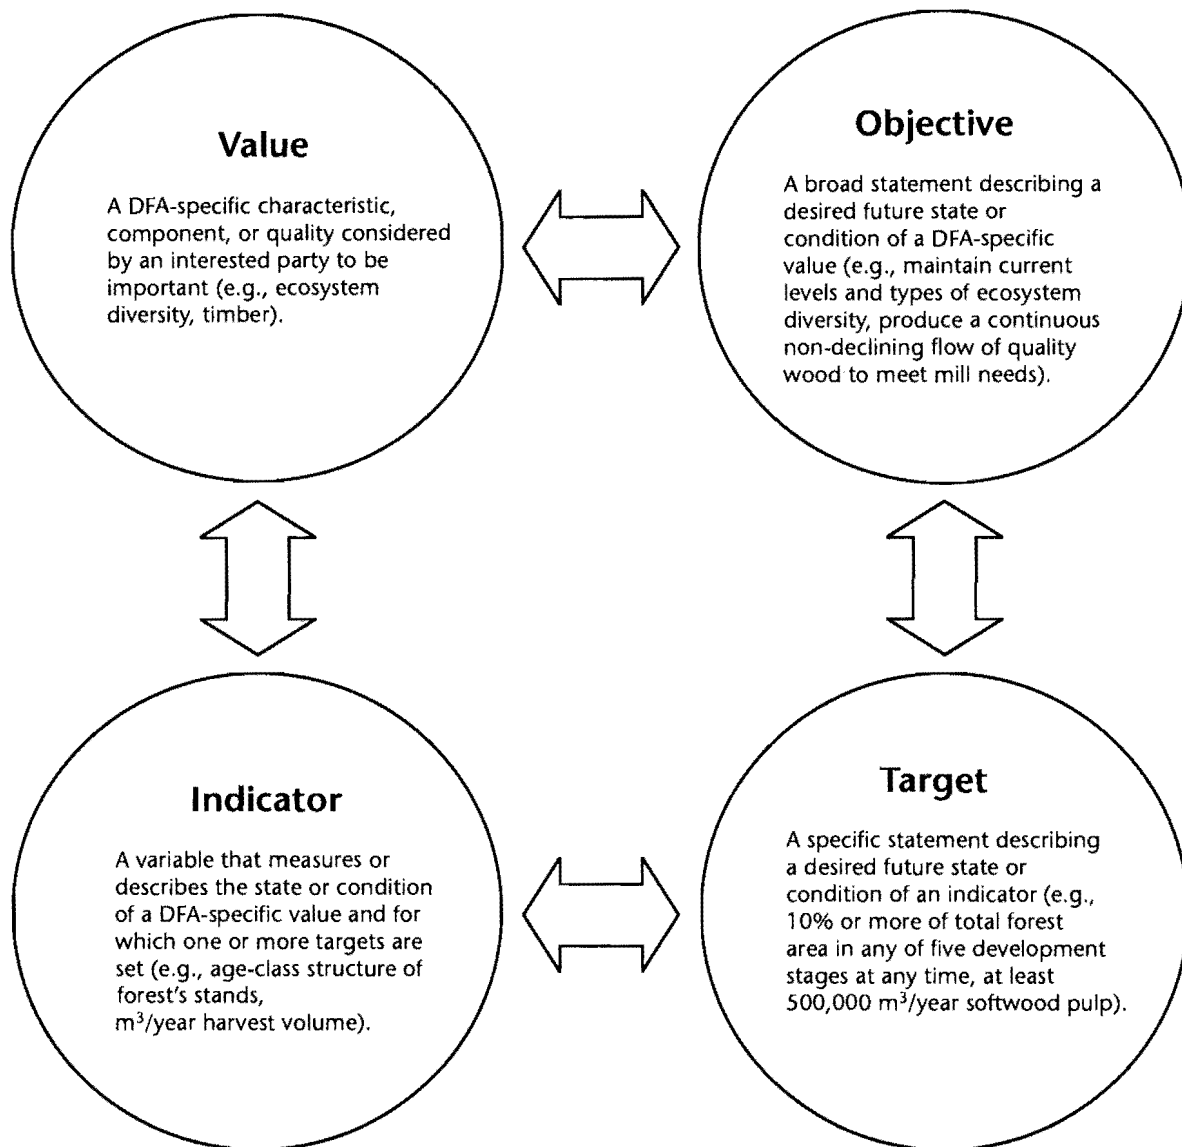 Value
A DFA-specific characteristic,
component, or quality considered
by an interested party to be
important (e.g., ecosystem
diversity, timber).
Objective
A broad statement describing a
desired future state or
condition of a DFA-specific
value (e.g., maintain current
levels and types of ecosystem
diversity, produce a continuous
non-declining flow of quality
wood to meet mill needs).
Indicator
A variable that measures or
describes the state or condition
of a DFA-specific value and for
which one or more targets are
set (e.g., age-class structure of
forest's stands,
m³/year harvest volume).
Target
A specific statement describing
a desired future state or
condition of an indicator (e.g.,
10% or more of total forest
area in any of five development
stages at any time, at least
500,000 m³/year softwood pulp).